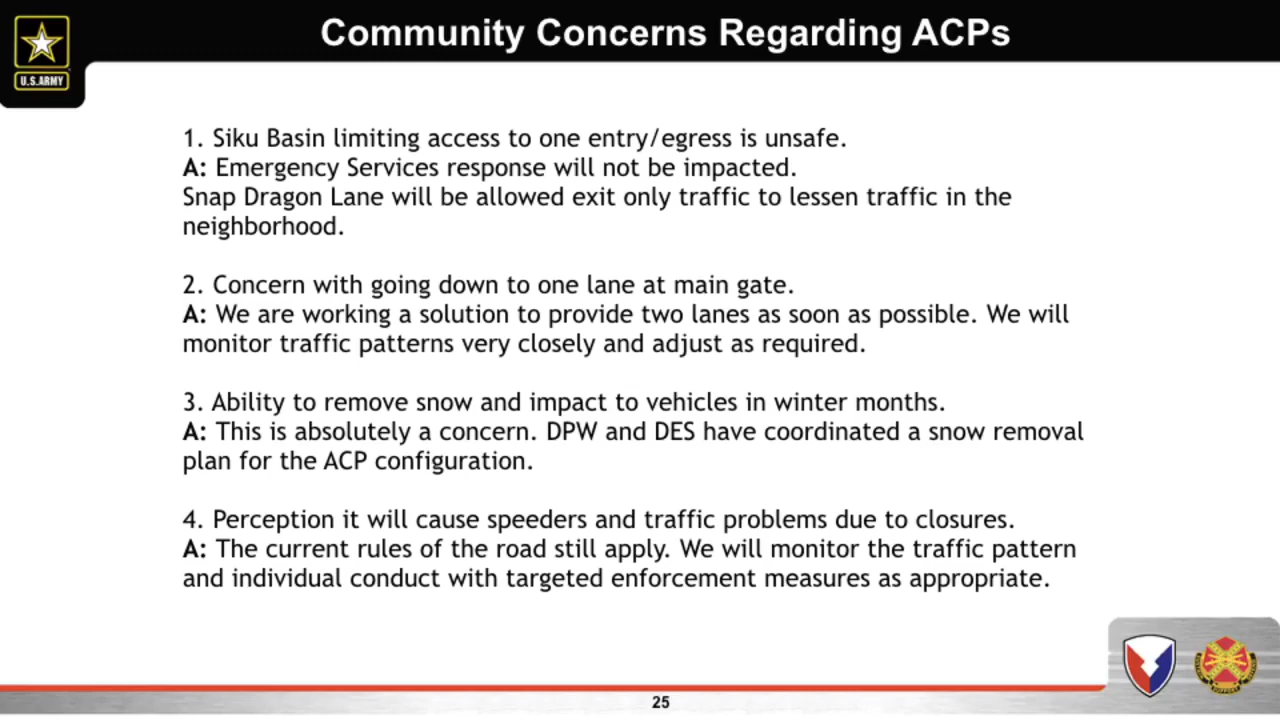 Community Concerns Regarding ACPs
U.S.ARMY
1. Siku Basin limiting access to one entry/egress is unsafe.
A: Emergency Services response will not be impacted.
Snap Dragon Lane will be allowed exit only traffic to lessen traffic in the
neighborhood.
2. Concern with going down to one lane at main gate.
A: We are working a solution to provide two lanes as soon as possible. We will
monitor traffic patterns very closely and adjust as required.
3. Ability to remove snow and impact to vehicles in winter months.
A: This is absolutely a concern. DPW and DES have coordinated a snow removal
plan for the ACP configuration.
4. Perception it will cause speeders and traffic problems due to closures.
A: The current rules of the road still apply. We will monitor the traffic pattern
and individual conduct with targeted enforcement measures as appropriate.
SUPPORT
25